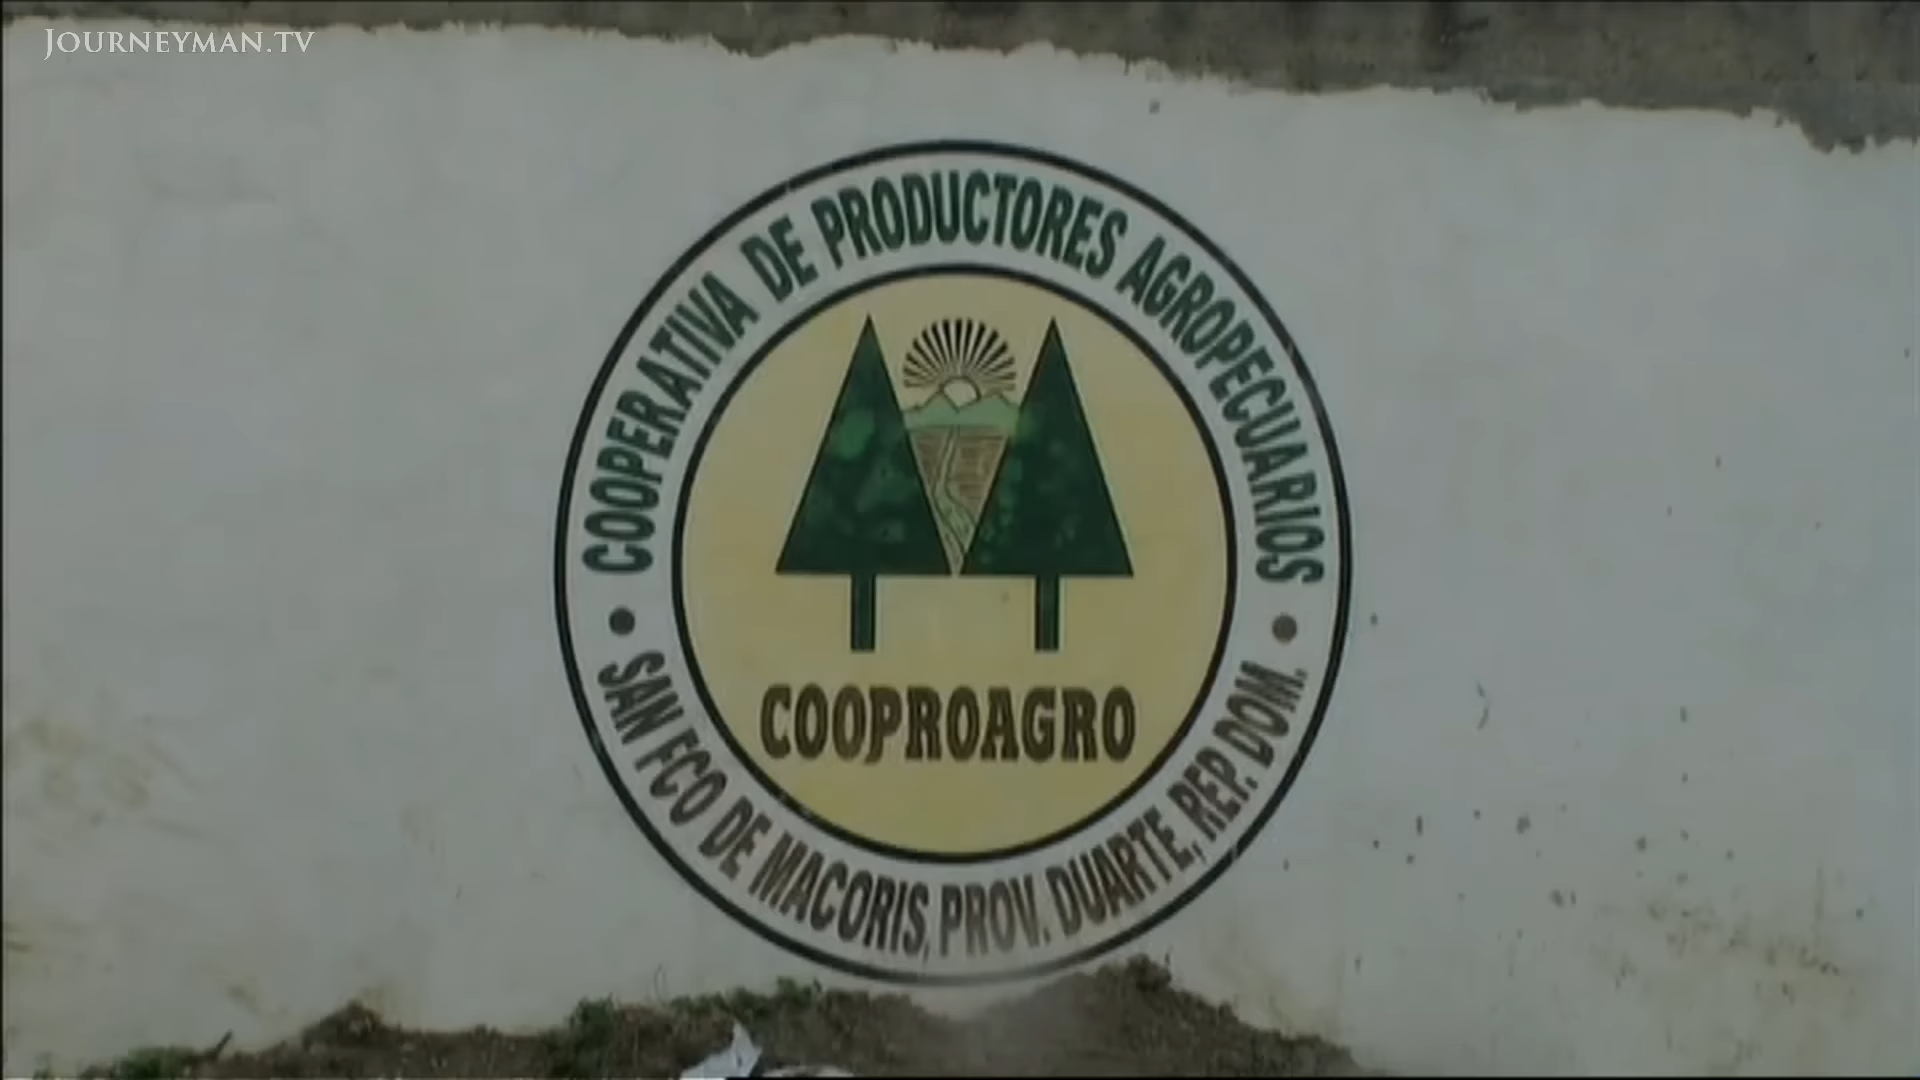 JOURNEYMAN.TV
COOPERATIVA DE PRODUCTORES AGROPECUARIOS
COOPROAGRO
• SAN FCO DE MACORIS, PROV. DUARTE, REP. DOM. •